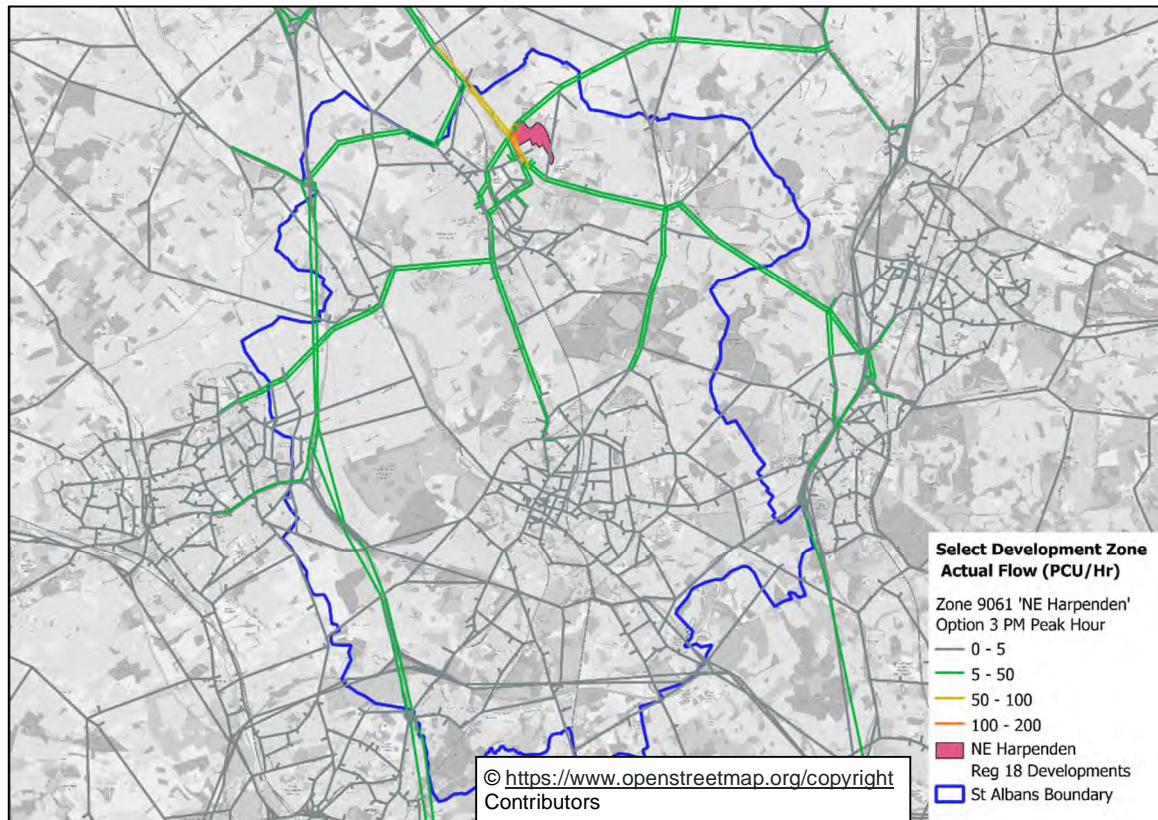 Select Development Zone
Actual Flow (PCU/Hr)
Zone 9061 'NE Harpenden'
Option 3 PM Peak Hour
0 - 5
5 - 50
50 - 100
100 - 200
NE Harpenden
Reg 18 Developments
St Albans Boundary
© https://www.openstreetmap.org/copyright
Contributors